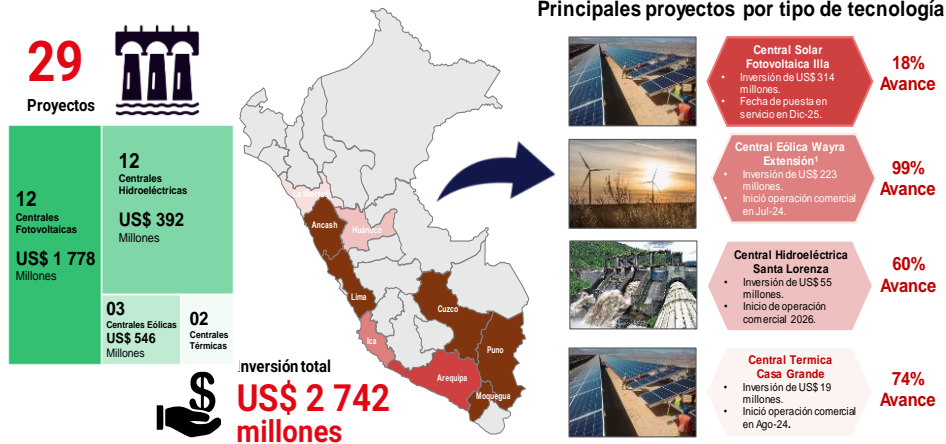 Principales proyectos por tipo de tecnología
29
Proyectos
12
Centrales
Fotovoltaicas
US$ 1 778
Millones
12
Centrales
Hidroeléctricas
US$ 392
Millones
03
Centrales Eólicas
US$ 546
Millones
02
Centrales
Térmicas
Inversión total
US$ 2 742
millones
Ancash
Huánuco
Lima
Ica
Cuzco
Puno
Arequipa
Moquegua
Central Solar
Fotovoltaica Illa
• Inversión de US$ 314
millones.
• Fecha de puesta en
servicio en Dic-25.
18%
Avance
Central Eólica Wayra
Extensión¹
• Inversión de US$ 223
millones.
• Inició operación comercial
en Jul-24.
99%
Avance
Central Hidroeléctrica
Santa Lorenza
• Inversión de US$ 55
millones.
• Inicio de operación
comercial 2026.
60%
Avance
Central Termica
Casa Grande
• Inversión de US$ 19
millones.
• Inició operación comercial
en Ago-24.
74%
Avance